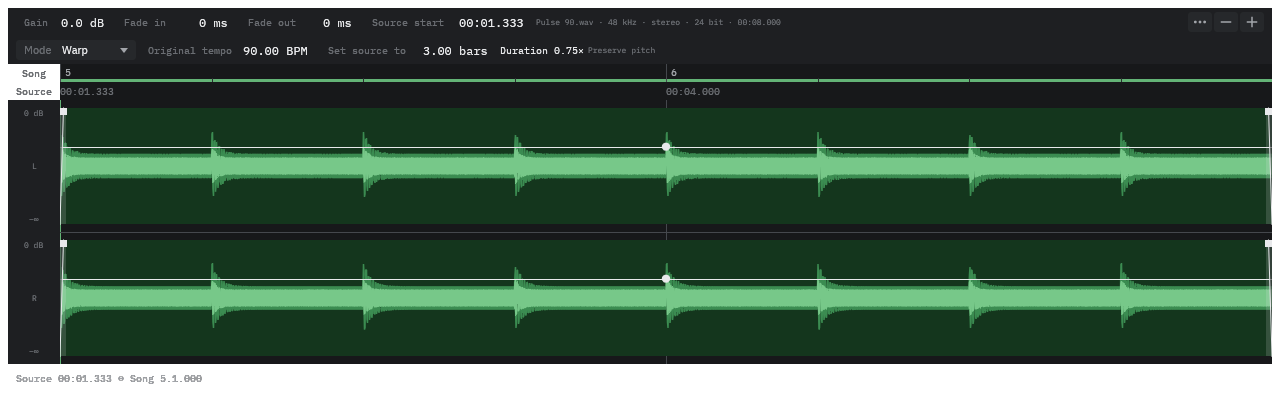 Gain 0.0 dB Fade in 0 ms Fade out 0 ms Source start 00:01.333 Pulse 90.wav · 48 kHz · stereo · 24 bit · 00:08.000
Mode Warp Original tempo 90.00 BPM Set source to 3.00 bars Duration 0.75× Preserve pitch
Song 5 6
Source 00:01.333 00:04.000
0 dB
L
-∞
0 dB
R
-∞
Source 00:01.333 ⊖ Song 5.1.000